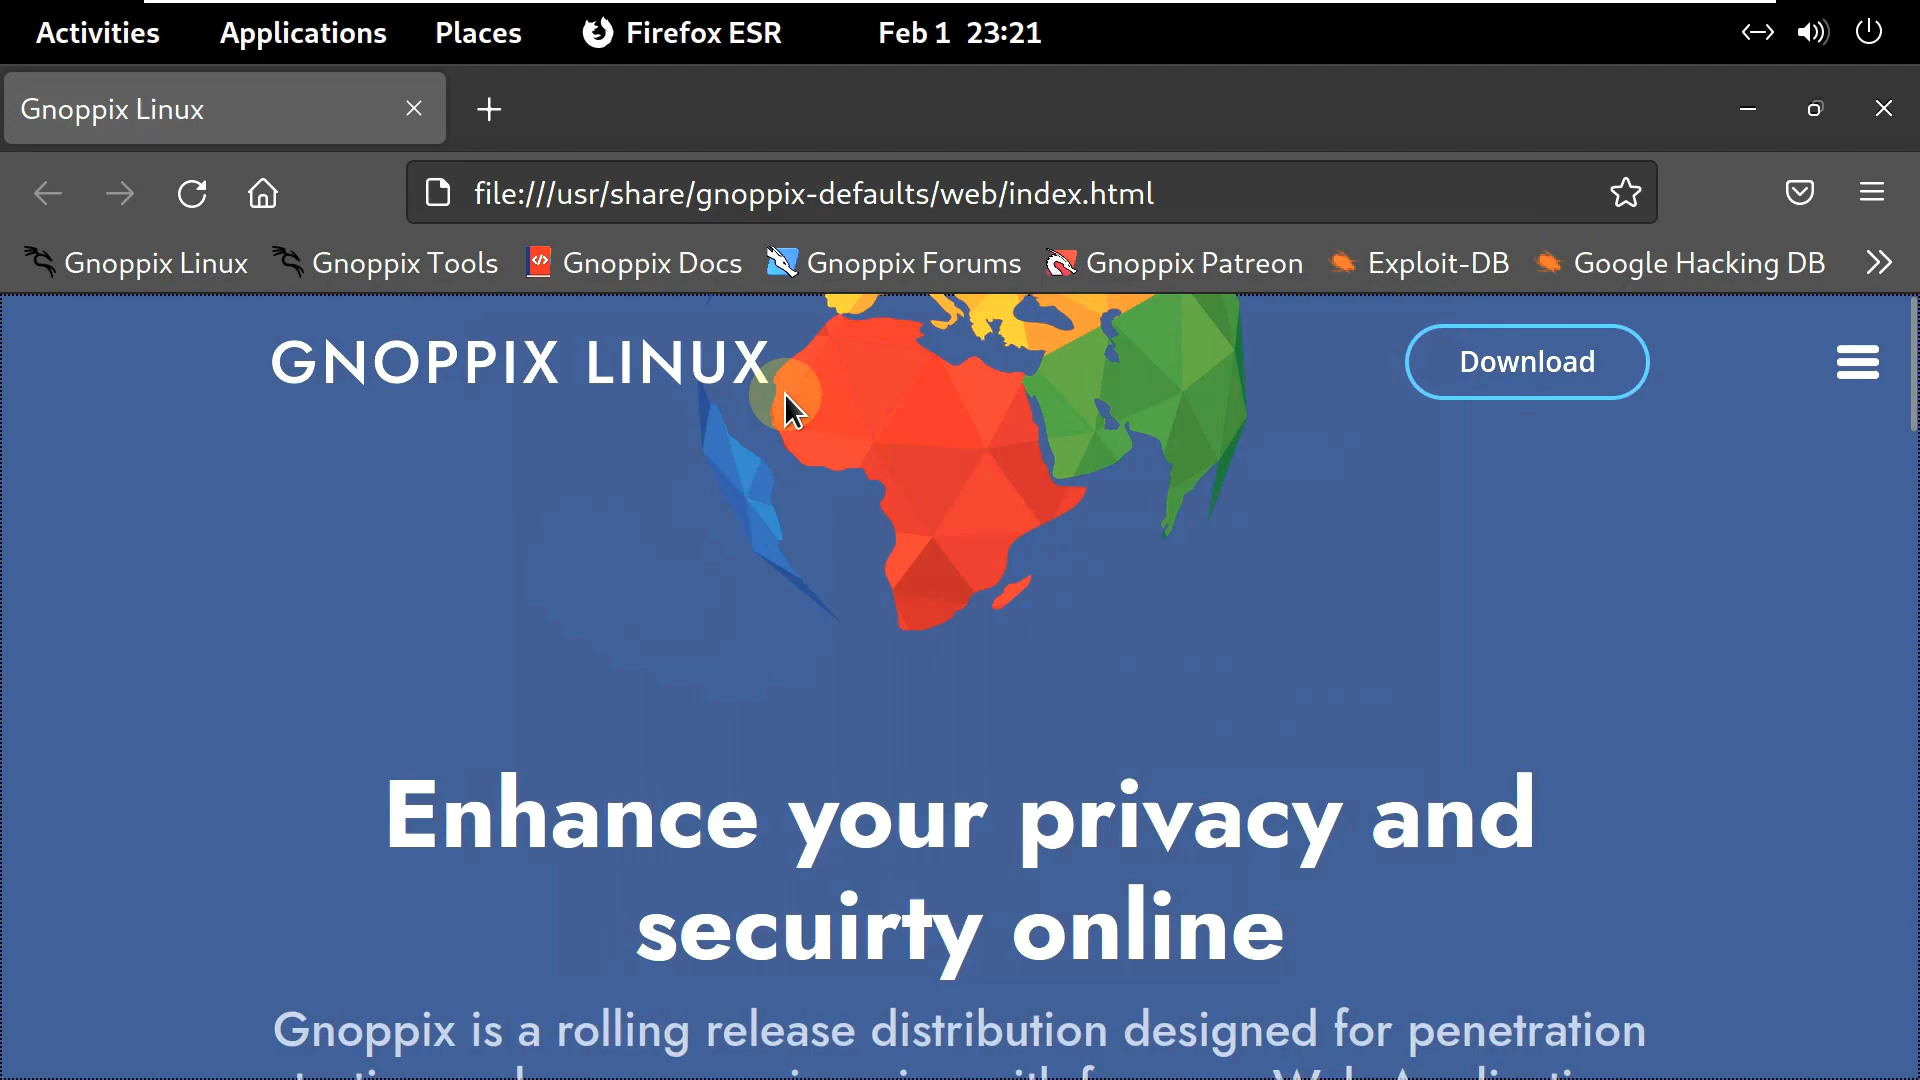 Activities Applications Places Firefox ESR Feb 1 23:21
Gnoppix Linux
file:///usr/share/gnoppix-defaults/web/index.html
Gnoppix Linux Gnoppix Tools Gnoppix Docs Gnoppix Forums Gnoppix Patreon Exploit-DB Google Hacking DB
GNOPPIX LINUX Download
Enhance your privacy and
secuirty online
Gnoppix is a rolling release distribution designed for penetration